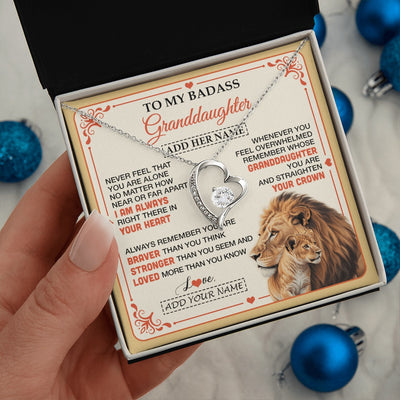 TO MY BADASS
Granddaughter
ADD HER NAME
NEVER FEEL THAT
YOU ARE ALONE
NO MATTER HOW
NEAR OR FAR APART
I AM ALWAYS
RIGHT THERE IN
YOUR HEART
WHENEVER YOU
FEEL OVERWHELMED
REMEMBER WHOSE
GRANDDAUGHTER
YOU ARE
AND STRAIGHTEN
YOUR CROWN
ALWAYS REMEMBER YOU ARE
BRAVER THAN YOU THINK
STRONGER THAN YOU SEEM AND
LOVED MORE THAN YOU KNOW
Love,
ADD YOUR NAME